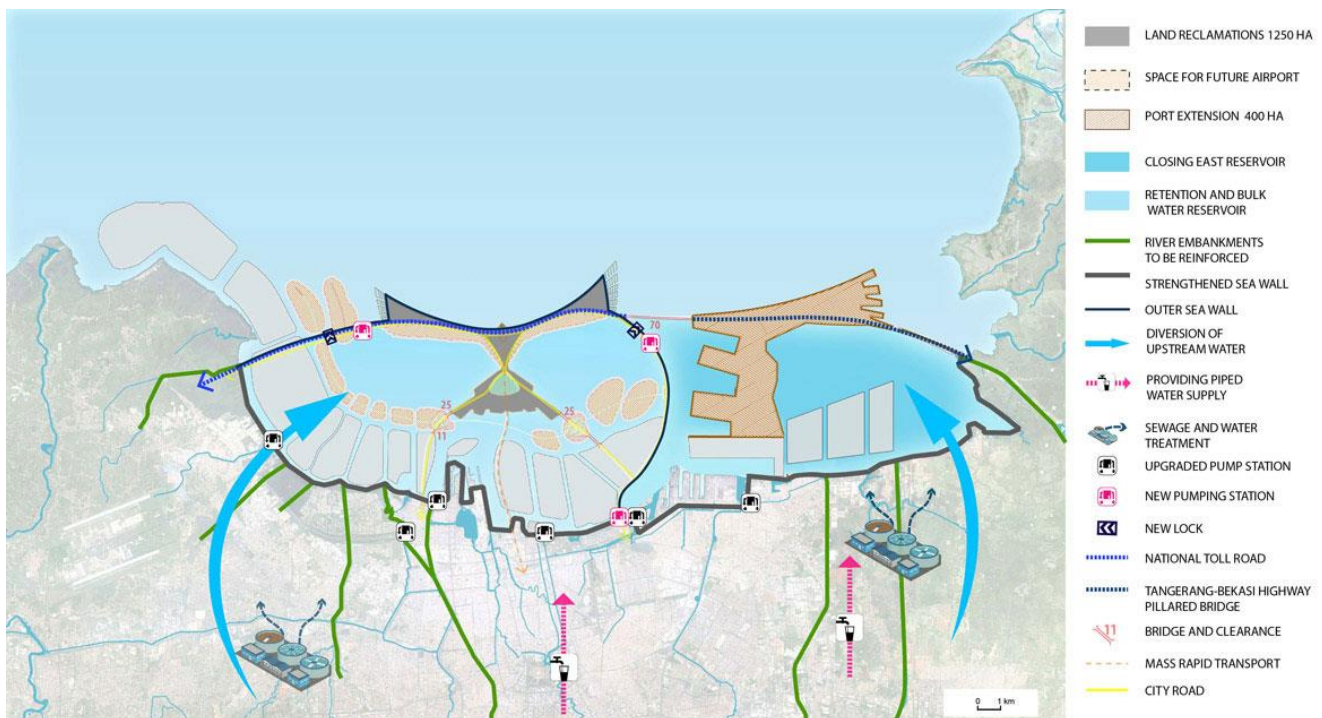 70
25
11
25
0 1 km
LAND RECLAMATIONS 1250 HA
SPACE FOR FUTURE AIRPORT
PORT EXTENSION 400 HA
CLOSING EAST RESERVOIR
RETENTION AND BULK
WATER RESERVOIR
RIVER EMBANKMENTS
TO BE REINFORCED
STRENGTHENED SEA WALL
OUTER SEA WALL
DIVERSION OF
UPSTREAM WATER
PROVIDING PIPED
WATER SUPPLY
SEWAGE AND WATER
TREATMENT
UPGRADED PUMP STATION
NEW PUMPING STATION
NEW LOCK
NATIONAL TOLL ROAD
TANGERANG-BEKASI HIGHWAY
PILLARED BRIDGE
11
BRIDGE AND CLEARANCE
MASS RAPID TRANSPORT
CITY ROAD